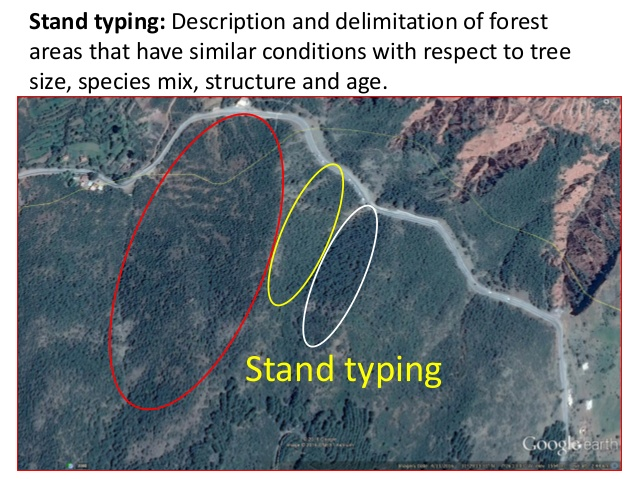 Stand typing: Description and delimitation of forest
areas that have similar conditions with respect to tree
size, species mix, structure and age.
Stand typing
Google earth